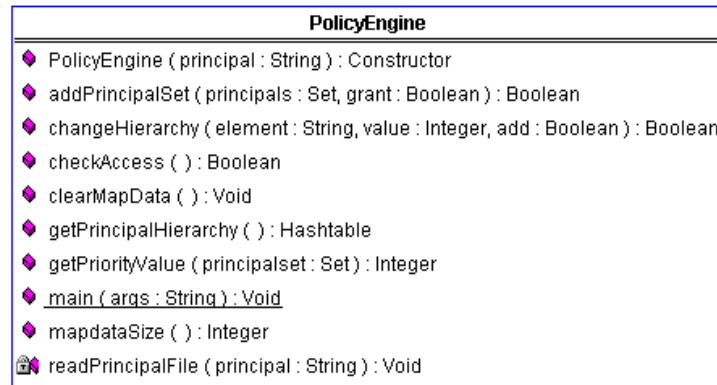 PolicyEngine
PolicyEngine ( principal : String ) : Constructor
addPrincipalSet ( principals : Set, grant : Boolean ) : Boolean
changeHierarchy ( element : String, value : Integer, add : Boolean ) : Boolean
checkAccess ( ) : Boolean
clearMapData ( ) : Void
getPrincipalHierarchy ( ) : Hashtable
getPriorityValue ( principalset : Set ) : Integer
main ( args : String ) : Void
mapdataSize ( ) : Integer
readPrincipalFile ( principal : String ) : Void